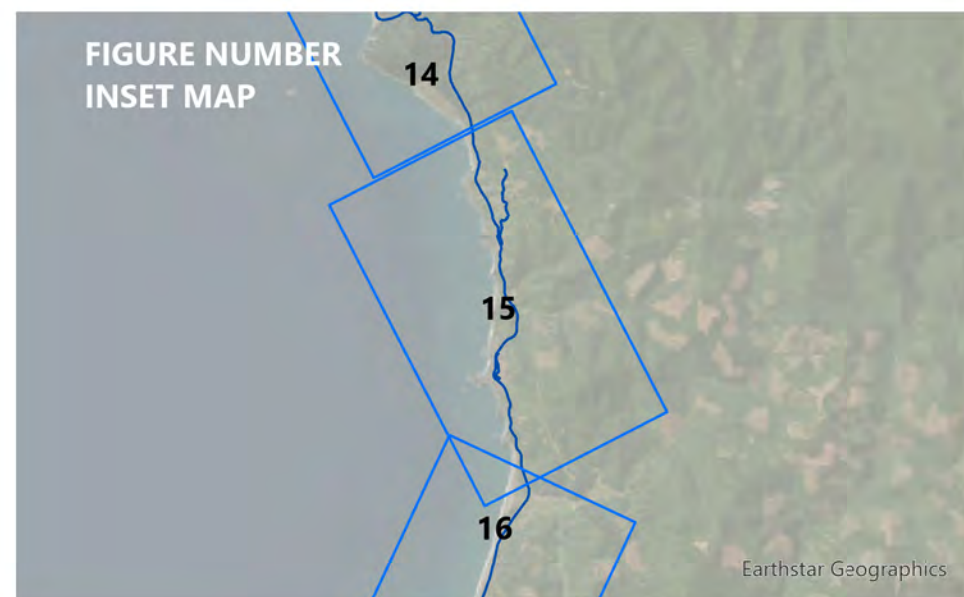 FIGURE NUMBER
INSET MAP
14
15
16
Earthstar Geographics